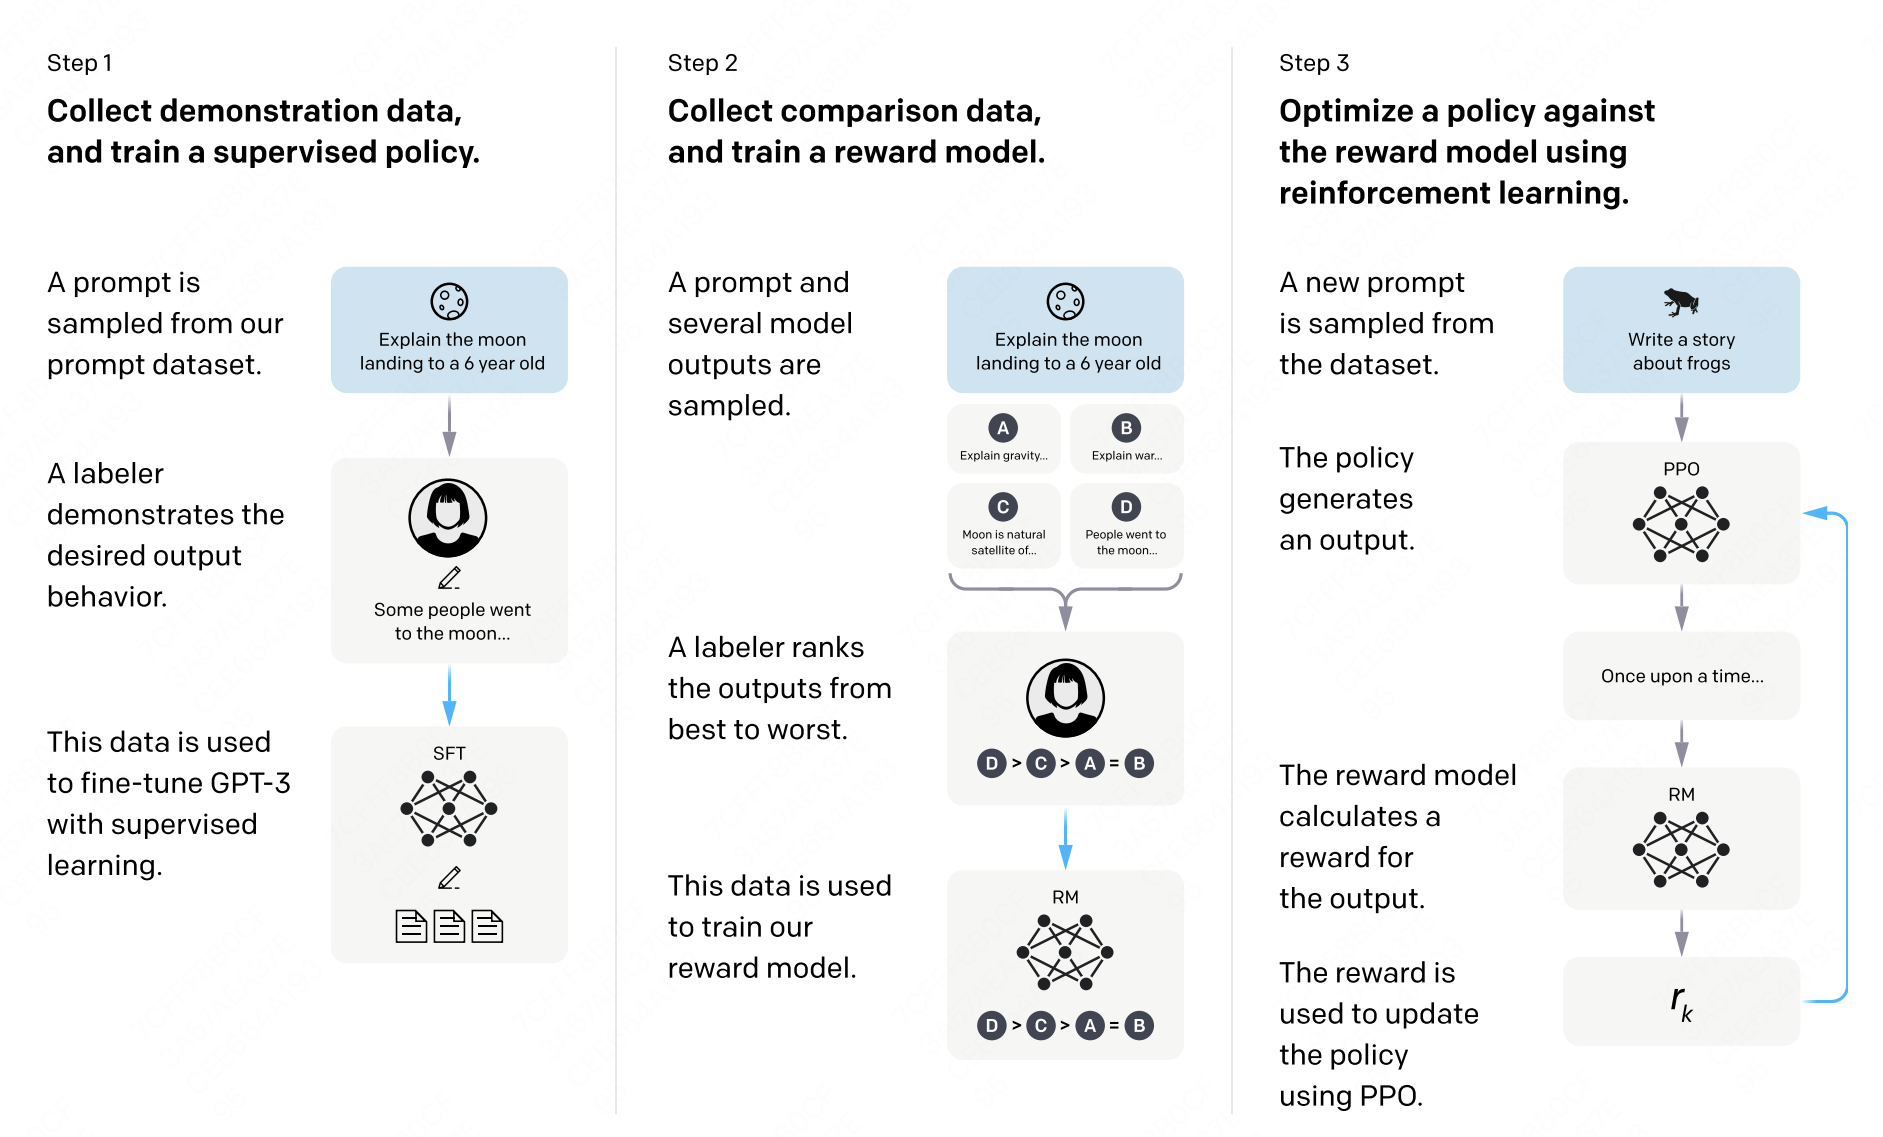 Step 1
Collect demonstration data,
and train a supervised policy.
A prompt is
sampled from our
prompt dataset.
Explain the moon
landing to a 6 year old
A labeler
demonstrates the
desired output
behavior.
Some people went
to the moon...
This data is used
to fine-tune GPT-3
with supervised
learning.
SFT
Step 2
Collect comparison data,
and train a reward model.
A prompt and
several model
outputs are
sampled.
Explain the moon
landing to a 6 year old
A
Explain gravity...
B
Explain war...
C
Moon is natural
satellite of...
D
People went to
the moon...
A labeler ranks
the outputs from
best to worst.
D > C > A = B
This data is used
to train our
reward model.
RM
D > C > A = B
Step 3
Optimize a policy against
the reward model using
reinforcement learning.
A new prompt
is sampled from
the dataset.
Write a story
about frogs
The policy
generates
an output.
PPO
Once upon a time...
The reward model
calculates a
reward for
the output.
RM
The reward is
used to update
the policy
using PPO.
rk